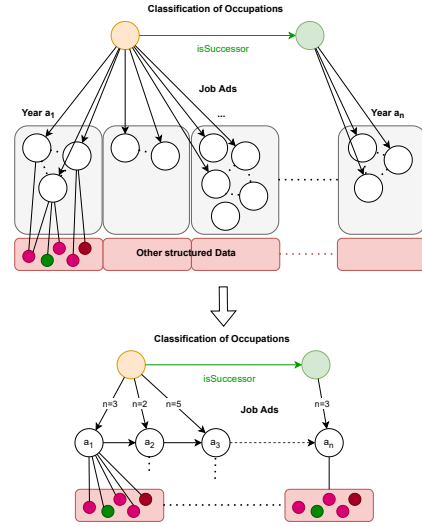 Classification of Occupations
isSuccessor
Job Ads
...
Year a1
Year an
Other structured Data
Classification of Occupations
isSuccessor
n=3
n=2
n=5
Job Ads
n=3
a1
a2
a3
an